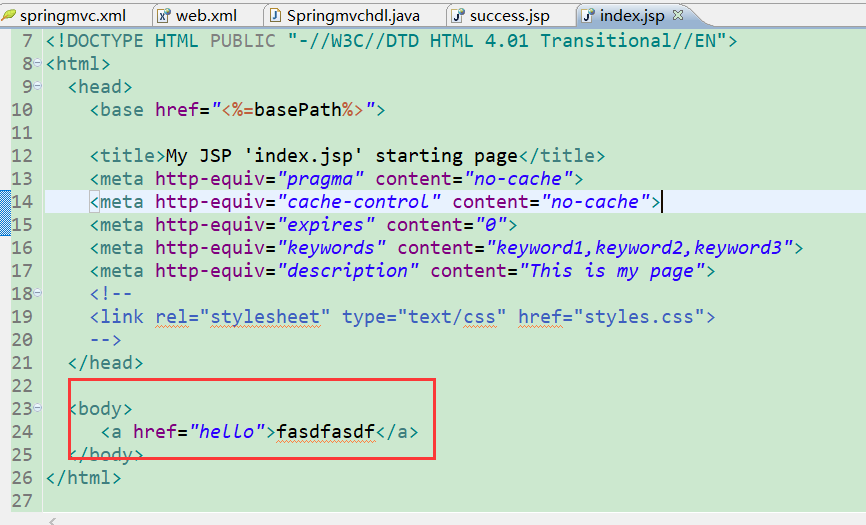 springmvc.xml web.xml Springmvchdl.java success.jsp index.jsp
7 <!DOCTYPE HTML PUBLIC "-//W3C//DTD HTML 4.01 Transitional//EN">
8 <html>
9 <head>
10 <base href="<%=basePath%>">
11
12 <title>My JSP 'index.jsp' starting page</title>
13 <meta http-equiv="pragma" content="no-cache">
14 <meta http-equiv="cache-control" content="no-cache">
15 <meta http-equiv="expires" content="0">
16 <meta http-equiv="keywords" content="keyword1,keyword2,keyword3">
17 <meta http-equiv="description" content="This is my page">
18 <!--
19 <link rel="stylesheet" type="text/css" href="styles.css">
20 -->
21 </head>
22
23 <body>
24 <a href="hello">fasdfasdf</a>
25 </body>
26 </html>
27